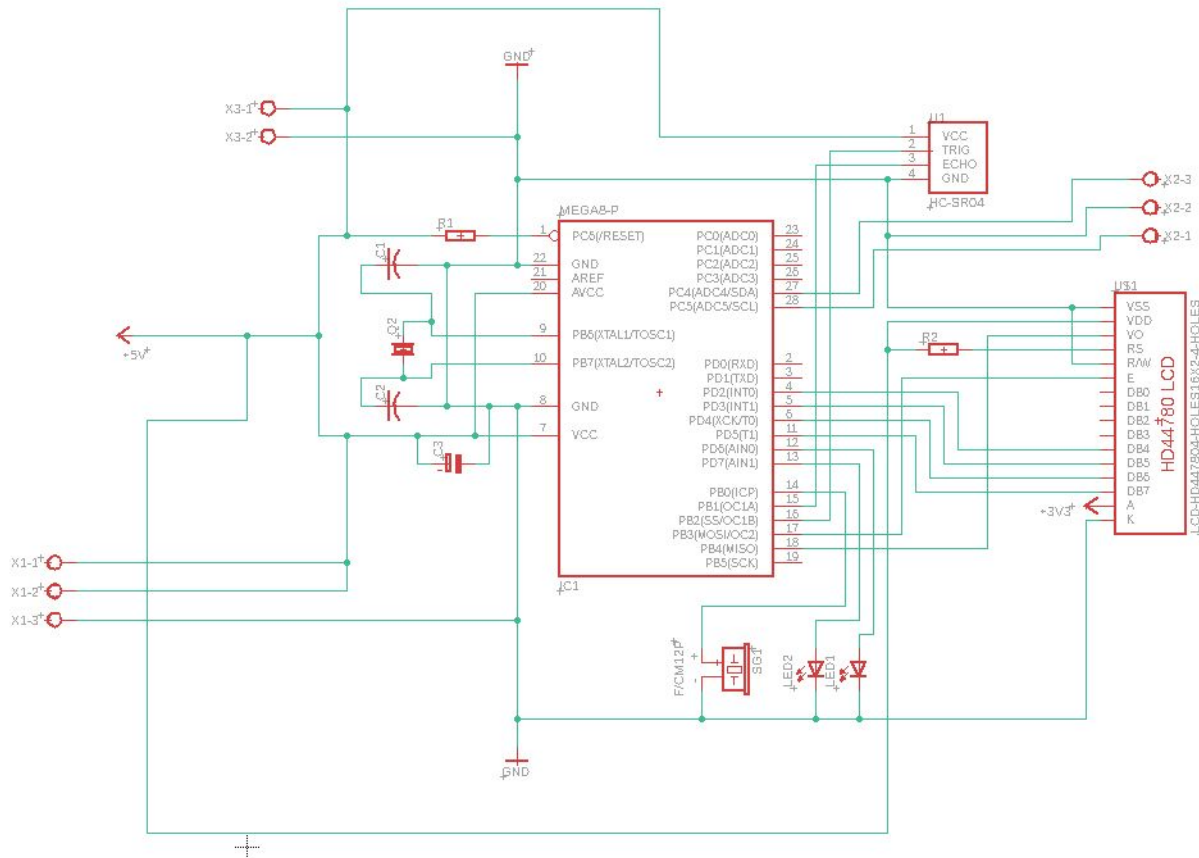 GND
X3-1
X3-2
U1
1 VCC
2 TRIG
3 ECHO
4 GND
HC-SR04
X2-3
X2-2
X2-1
MEGA8-P
R1
1 PC6(/RESET)
22 GND
21 AREF
20 AVCC
9 PB6(XTAL1/TOSC1)
10 PB7(XTAL2/TOSC2)
8 GND
7 VCC
PC0(ADC0) 23
PC1(ADC1) 24
PC2(ADC2) 25
PC3(ADC3) 26
PC4(ADC4/SDA) 27
PC5(ADC5/SCL) 28
PD0(RXD) 2
PD1(TXD) 3
PD2(INT0) 4
PD3(INT1) 5
PD4(XCK/T0) 6
PD5(T1) 11
PD6(AIN0) 12
PD7(AIN1) 13
PB0(ICP) 14
PB1(OC1A) 15
PB2(SS/OC1B) 16
PB3(MOSI/OC2) 17
PB4(MISO) 18
PB5(SCK) 19
IC1
C1
Q2
C2
C3
+5V
R2
U$1
VSS
VDD
VO
RS
R/W
E
DB0
DB1
DB2
DB3
DB4
DB5
DB6
DB7
A
K
HD44780 LCD
LCD-HD447804-HOLES16X2-4-HOLES
+3V3
X1-1
X1-2
X1-3
F/CM12P
+
-
SG1
LED2
LED1
GND